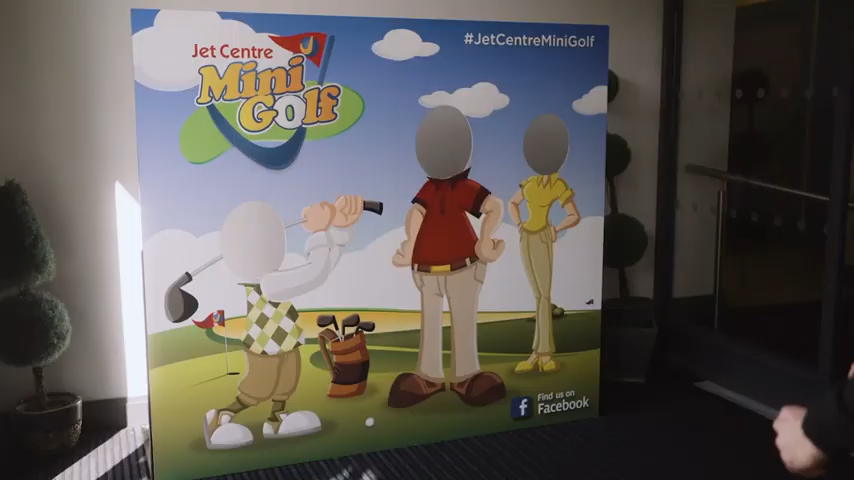 #JetCentreMiniGolf
Jet Centre
Mini
Golf
Find us on
Facebook